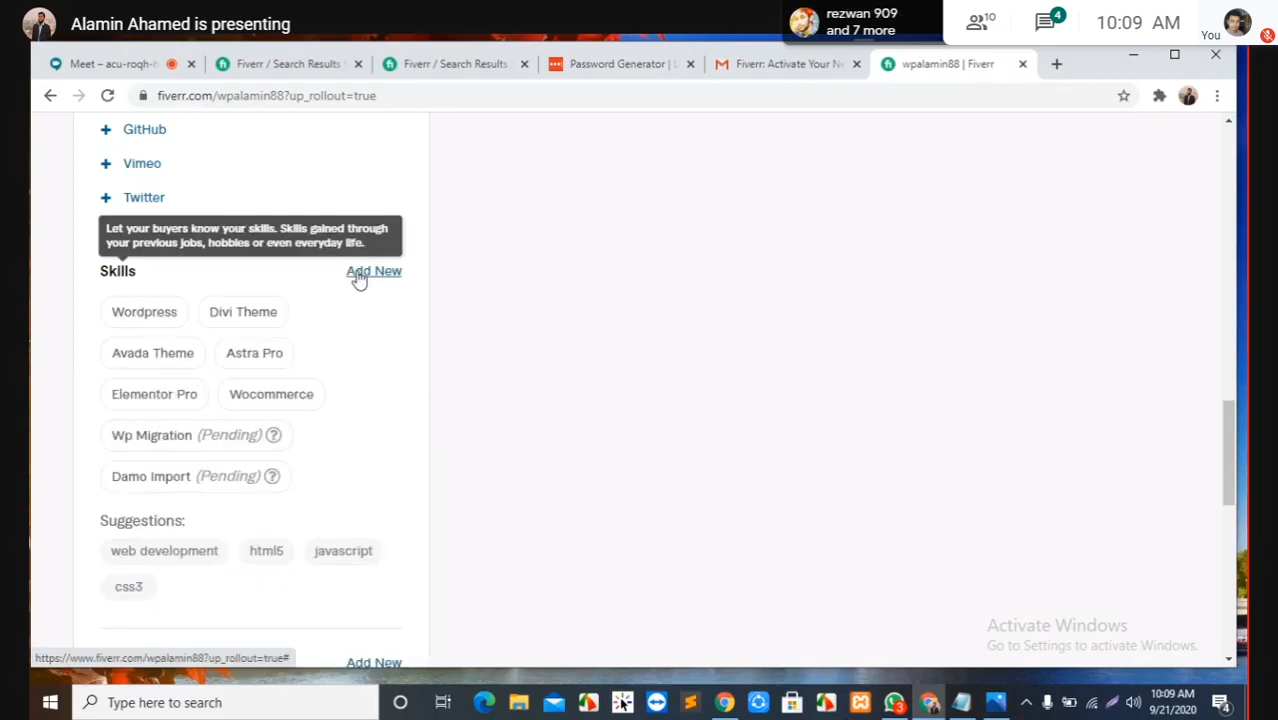 Alamin Ahamed is presenting
rezwan 909
and 7 more
10
4
10:09 AM
You
Meet – acu-roqh-h
Fiverr / Search Results
Fiverr / Search Results
Password Generator | L
Fiverr: Activate Your Ne
wpalamin88 | Fiverr
fiverr.com/wpalamin88?up_rollout=true
GitHub
Vimeo
Twitter
Let your buyers know your skills. Skills gained through
your previous jobs, hobbies or even everyday life.
Skills
Add New
Wordpress
Divi Theme
Avada Theme
Astra Pro
Elementor Pro
Wocommerce
Wp Migration (Pending) ?
Damo Import (Pending) ?
Suggestions:
web development
html5
javascript
css3
Activate Windows
Go to Settings to activate Windows.
https://www.fiverr.com/wpalamin88?up_rollout=true#
Add New
Type here to search
3
10:09 AM
9/21/2020
4